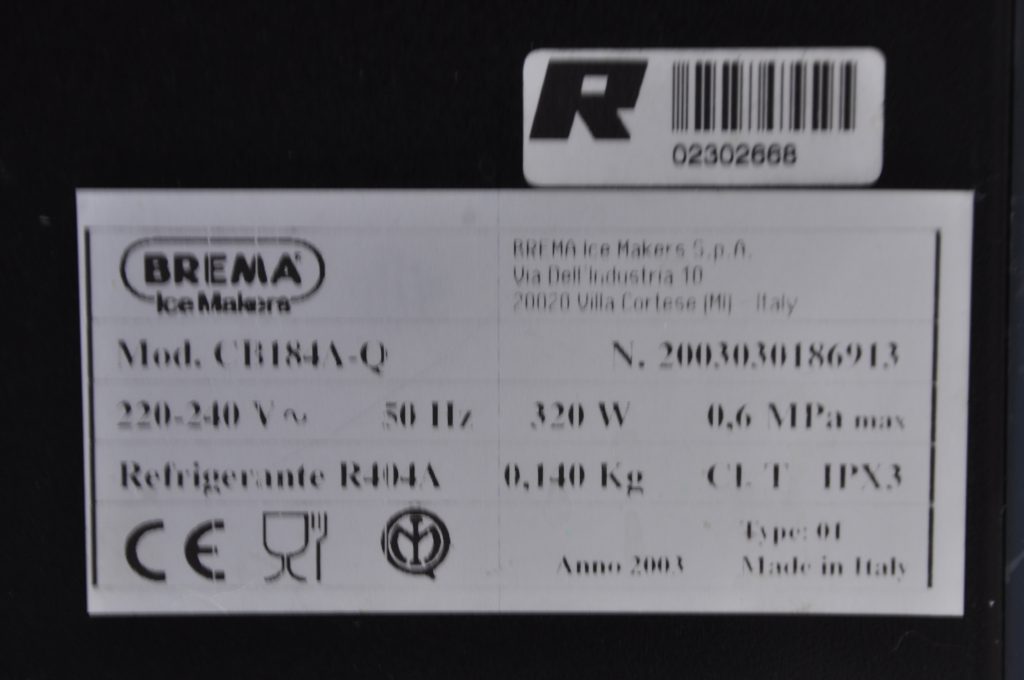 R
02302668
BREMA
Ice Makers
BREMA Ice Makers S.p.A.
Via Dell'Industria 10
20020 Villa Cortese (MI) - Italy
Mod. CB184A-Q N. 2003030186913
220-240 V ~ 50 Hz 320 W 0,6 MPa max
Refrigerante R404A 0,140 Kg CL T IPX3
CE
Type: 01
Anno 2003 Made in Italy